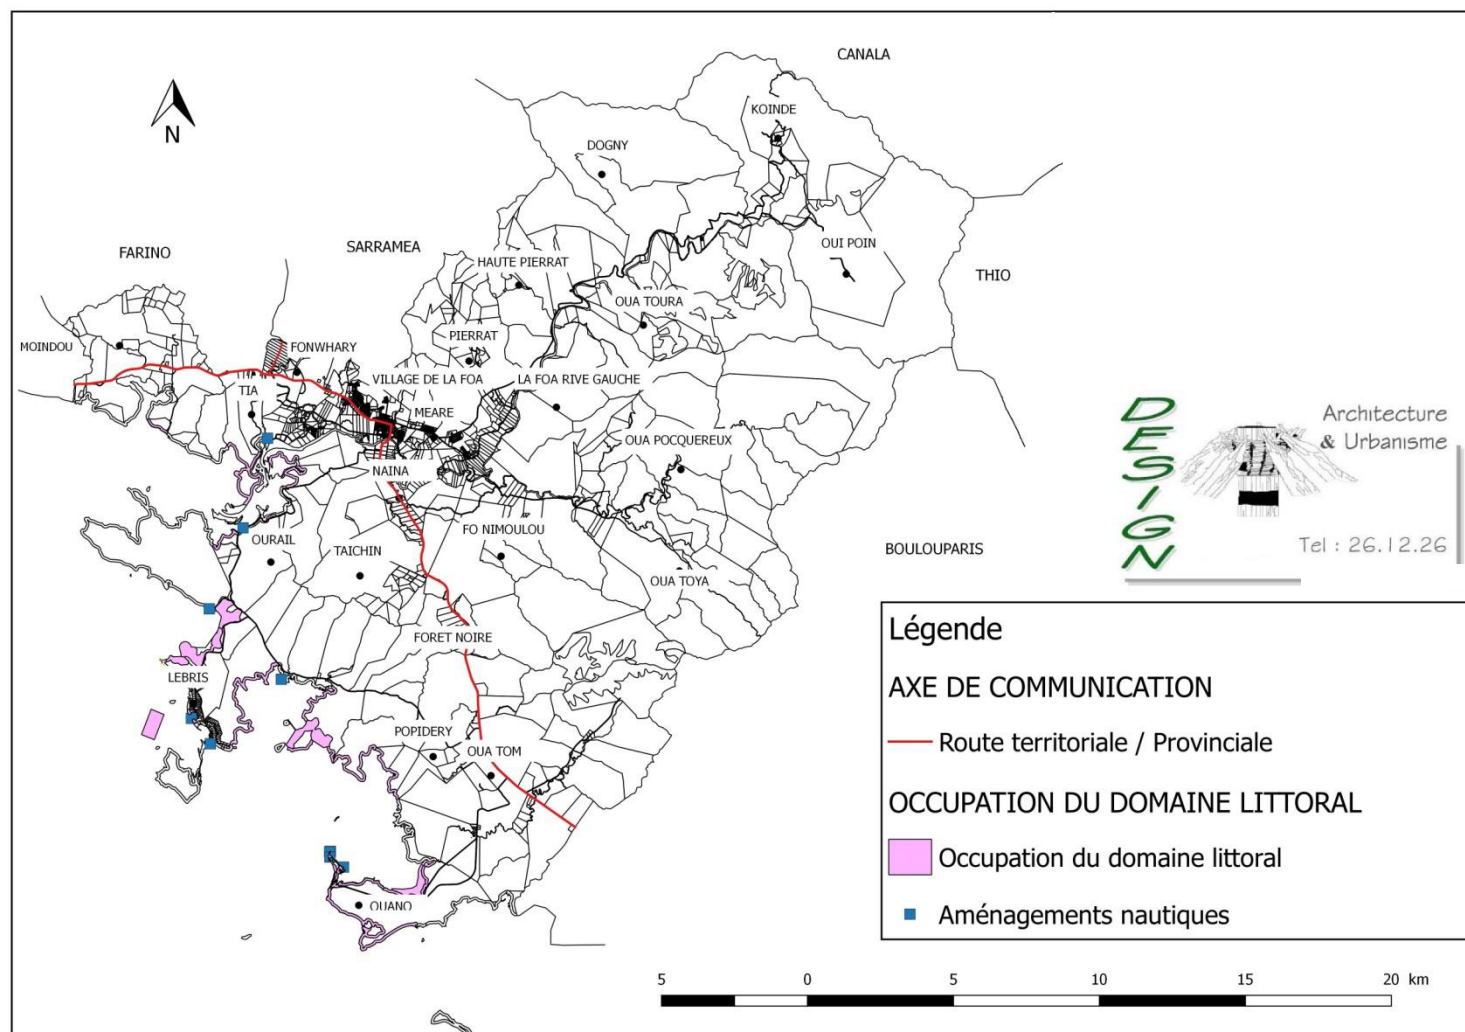 CANALA
KOINDE
DOGNY
N
OUI POIN
FARINO
SARRAMEA
HAUTE PIERRAT
THIO
OUA TOURA
MOINDOU
FONWHARY
PIERRAT
TIA
VILLAGE DE LA FOA
LA FOA RIVE GAUCHE
MEARE
OUA POCQUEREUX
NAINA
FO NIMOULOU
OURAIL
TAICHIN
BOULOUPARIS
OUA TOYA
FORET NOIRE
LEBRIS
POPIDERY
OUA TOM
OUANO
DESIGN
Architecture
& Urbanisme
Tel : 26.12.26
Légende
AXE DE COMMUNICATION
Route territoriale / Provinciale
OCCUPATION DU DOMAINE LITTORAL
Occupation du domaine littoral
Aménagements nautiques
5 0 5 10 15 20 km